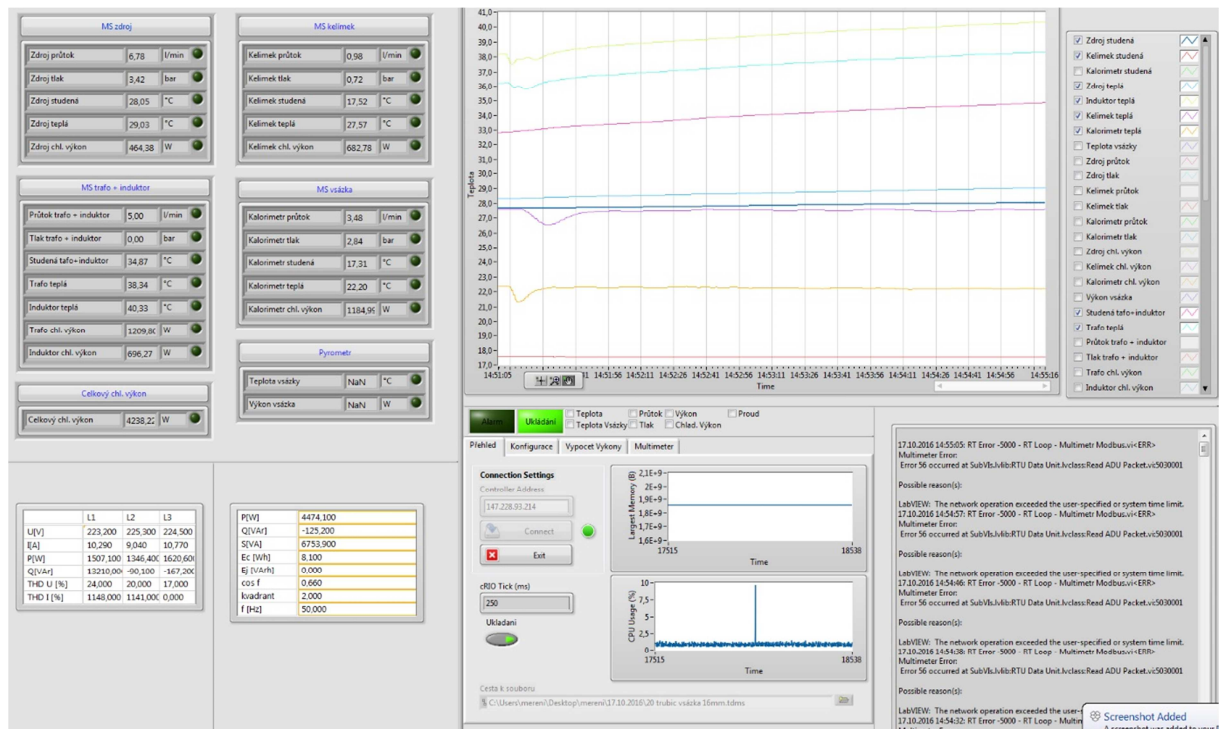 MS zdroj
Zdroj průtok 6,78 l/min
Zdroj tlak 3,42 bar
Zdroj studená 28,05 °C
Zdroj teplá 29,03 °C
Zdroj chl. výkon 464,38 W
MS kelímek
Kelímek průtok 0,98 l/min
Kelímek tlak 0,72 bar
Kelímek studená 17,52 °C
Kelímek teplá 27,57 °C
Kelímek chl. výkon 682,78 W
MS trafo + induktor
Průtok trafo + induktor 5,00 l/min
Tlak trafo + induktor 0,00 bar
Studená tafo+induktor 34,87 °C
Trafo teplá 38,34 °C
Induktor teplá 40,33 °C
Trafo chl. výkon 1209,80 W
Induktor chl. výkon 696,27 W
MS vsázka
Kalorimetr průtok 3,48 l/min
Kalorimetr tlak 2,84 bar
Kalorimetr studená 17,31 °C
Kalorimetr teplá 22,20 °C
Kalorimetr chl. výkon 1184,99 W
Pyrometr
Teplota vsázky NaN °C
Výkon vsázka NaN W
Celkový chl. výkon
Celkový chl. výkon 4238,22 W
L1 L2 L3
U[V] 223,200 225,300 224,500
I[A] 10,290 9,040 10,770
P[W] 1507,100 1346,400 1620,600
Q[VAr] 13210,000 -90,100 -167,200
THD U [%] 24,000 20,000 17,000
THD I [%] 1148,000 1141,000 0,000
P[W] 4474,100
Q[VAr] -125,200
S[VA] 6753,900
Ec [Wh] 8,100
Ej [VArh] 0,000
cos f 0,660
kvadrant 2,000
f [Hz] 50,000
Teplota
41,0
40,0
39,0
38,0
37,0
36,0
35,0
34,0
33,0
32,0
31,0
30,0
29,0
28,0
27,0
26,0
25,0
24,0
23,0
22,0
21,0
20,0
19,0
18,0
17,0
14:51:05 14:51:56 14:52:11 14:52:26 14:52:41 14:52:56 14:53:11 14:53:26 14:53:41 14:53:56 14:54:11 14:54:26 14:54:41 14:54:56 14:55:16
Time
Zdroj studená
Kelimek studená
Kalorimetr studená
Zdroj teplá
Induktor teplá
Kelímek teplá
Kalorimetr teplá
Teplota vsázky
Zdroj průtok
Zdroj tlak
Kelímek průtok
Kelímek tlak
Kalorimetr průtok
Kalorimetr tlak
Zdroj chl. výkon
Kelímek chl. výkon
Kalorimetr chl. výkon
Výkon vsázka
Studená tafo+induktor
Trafo teplá
Průtok trafo + induktor
Tlak trafo + induktor
Trafo chl. výkon
Induktor chl. výkon
Alarm Ukládání
Teplota Průtok Výkon Proud
Teplota Vsázky Tlak Chlad. Výkon
Přehled Konfigurace Vypocet Vykony Multimeter
Connection Settings
Controller Address
147.228.93.214
Connect
Exit
cRIO Tick (ms)
250
Ukladani
Largest Memory (B)
2,1E+9
2E+9
1,9E+9
1,8E+9
1,7E+9
1,6E+9
17515 18538
Time
CPU Usage (%)
10
7,5
5
2,5
0
17515 18538
Time
Cesta k souboru
C:\Users\mereni\Desktop\mereni\17.10.2016\20 trubic vsázka 16mm.tdms
17.10.2016 14:55:05: RT Error -5000 - RT Loop - Multimetr Modbus.vi<ERR>
Multimeter Error:
Error 56 occurred at SubVIs.lvlib:RTU Data Unit.lvclass:Read ADU Packet.vi:5030001
Possible reason(s):
LabVIEW: The network operation exceeded the user-specified or system time limit.
17.10.2016 14:54:57: RT Error -5000 - RT Loop - Multimetr Modbus.vi<ERR>
Multimeter Error:
Error 56 occurred at SubVIs.lvlib:RTU Data Unit.lvclass:Read ADU Packet.vi:5030001
Possible reason(s):
LabVIEW: The network operation exceeded the user-specified or system time limit.
17.10.2016 14:54:46: RT Error -5000 - RT Loop - Multimetr Modbus.vi<ERR>
Multimeter Error:
Error 56 occurred at SubVIs.lvlib:RTU Data Unit.lvclass:Read ADU Packet.vi:5030001
Possible reason(s):
LabVIEW: The network operation exceeded the user-specified or system time limit.
17.10.2016 14:54:38: RT Error -5000 - RT Loop - Multimetr Modbus.vi<ERR>
Multimeter Error:
Error 56 occurred at SubVIs.lvlib:RTU Data Unit.lvclass:Read ADU Packet.vi:5030001
Possible reason(s):
LabVIEW: The network operation exceeded the user-s
17.10.2016 14:54:32: RT Error -5000 - RT Loop - Multim
Screenshot Added
A screenshot was added to your